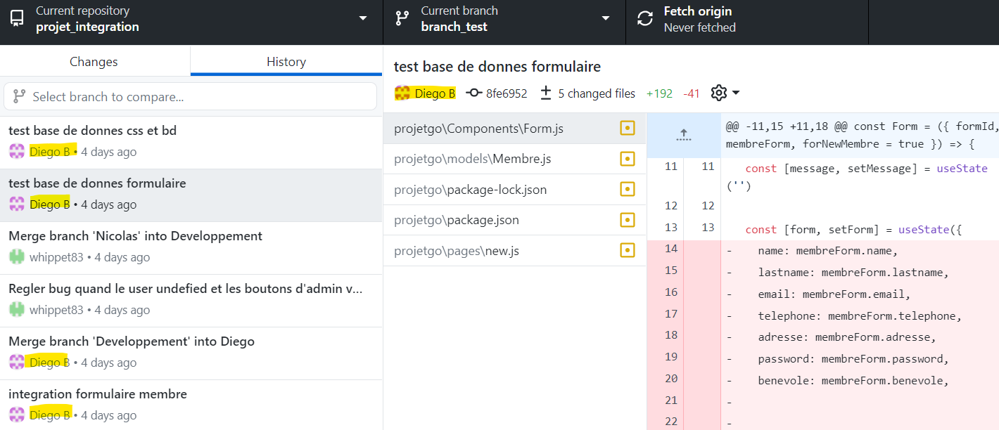 Current repository
projet_integration
Current branch
branch_test
Fetch origin
Never fetched
Changes
History
Select branch to compare...
test base de donnes css et bd
Diego B • 4 days ago
test base de donnes formulaire
Diego B • 4 days ago
Merge branch 'Nicolas' into Developpement
whippet83 • 4 days ago
Regler bug quand le user undefied et les boutons d'admin v...
whippet83 • 4 days ago
Merge branch 'Developpement' into Diego
Diego B • 4 days ago
integration formulaire membre
Diego B • 4 days ago
test base de donnes formulaire
Diego B 8fe6952 5 changed files +192 -41
projetgo\Components\Form.js
projetgo\models\Membre.js
projetgo\package-lock.json
projetgo\package.json
projetgo\pages\new.js
@@ -11,15 +11,18 @@ const Form = ({ formId,
membreForm, forNewMembre = true }) => {
11 11 const [message, setMessage] = useState
('')
12 12
13 13 const [form, setForm] = useState({
14 - name: membreForm.name,
15 - lastname: membreForm.lastname,
16 - email: membreForm.email,
17 - telephone: membreForm.telephone,
18 - adresse: membreForm.adresse,
19 - password: membreForm.password,
20 - benevole: membreForm.benevole,
21 -
22 -